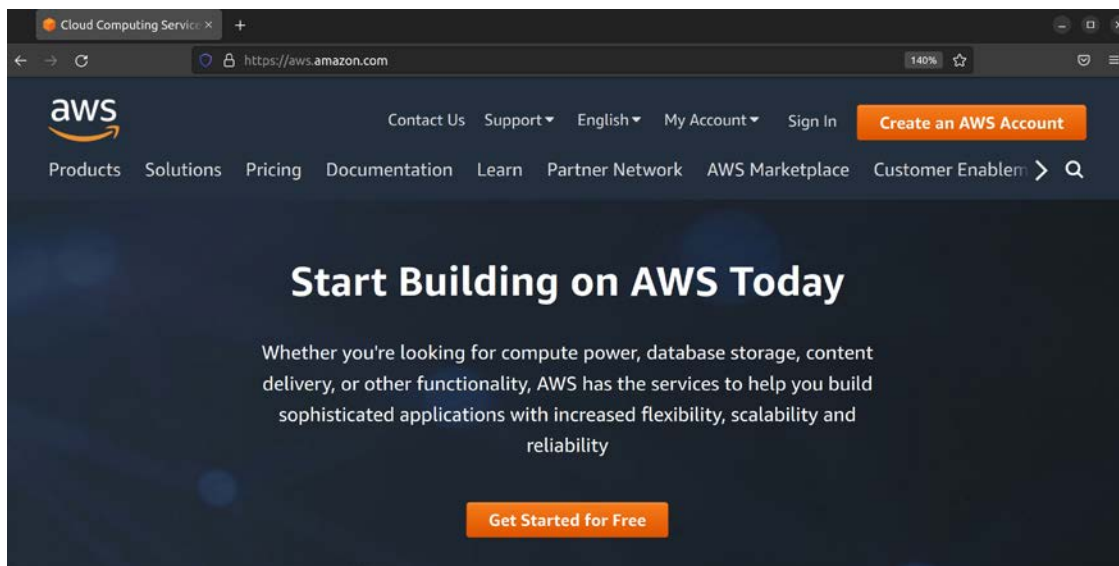 Cloud Computing Service
https://aws.amazon.com
140%
aws
Contact Us Support English My Account Sign In Create an AWS Account
Products Solutions Pricing Documentation Learn Partner Network AWS Marketplace Customer Enablem
Start Building on AWS Today
Whether you're looking for compute power, database storage, content
delivery, or other functionality, AWS has the services to help you build
sophisticated applications with increased flexibility, scalability and
reliability
Get Started for Free